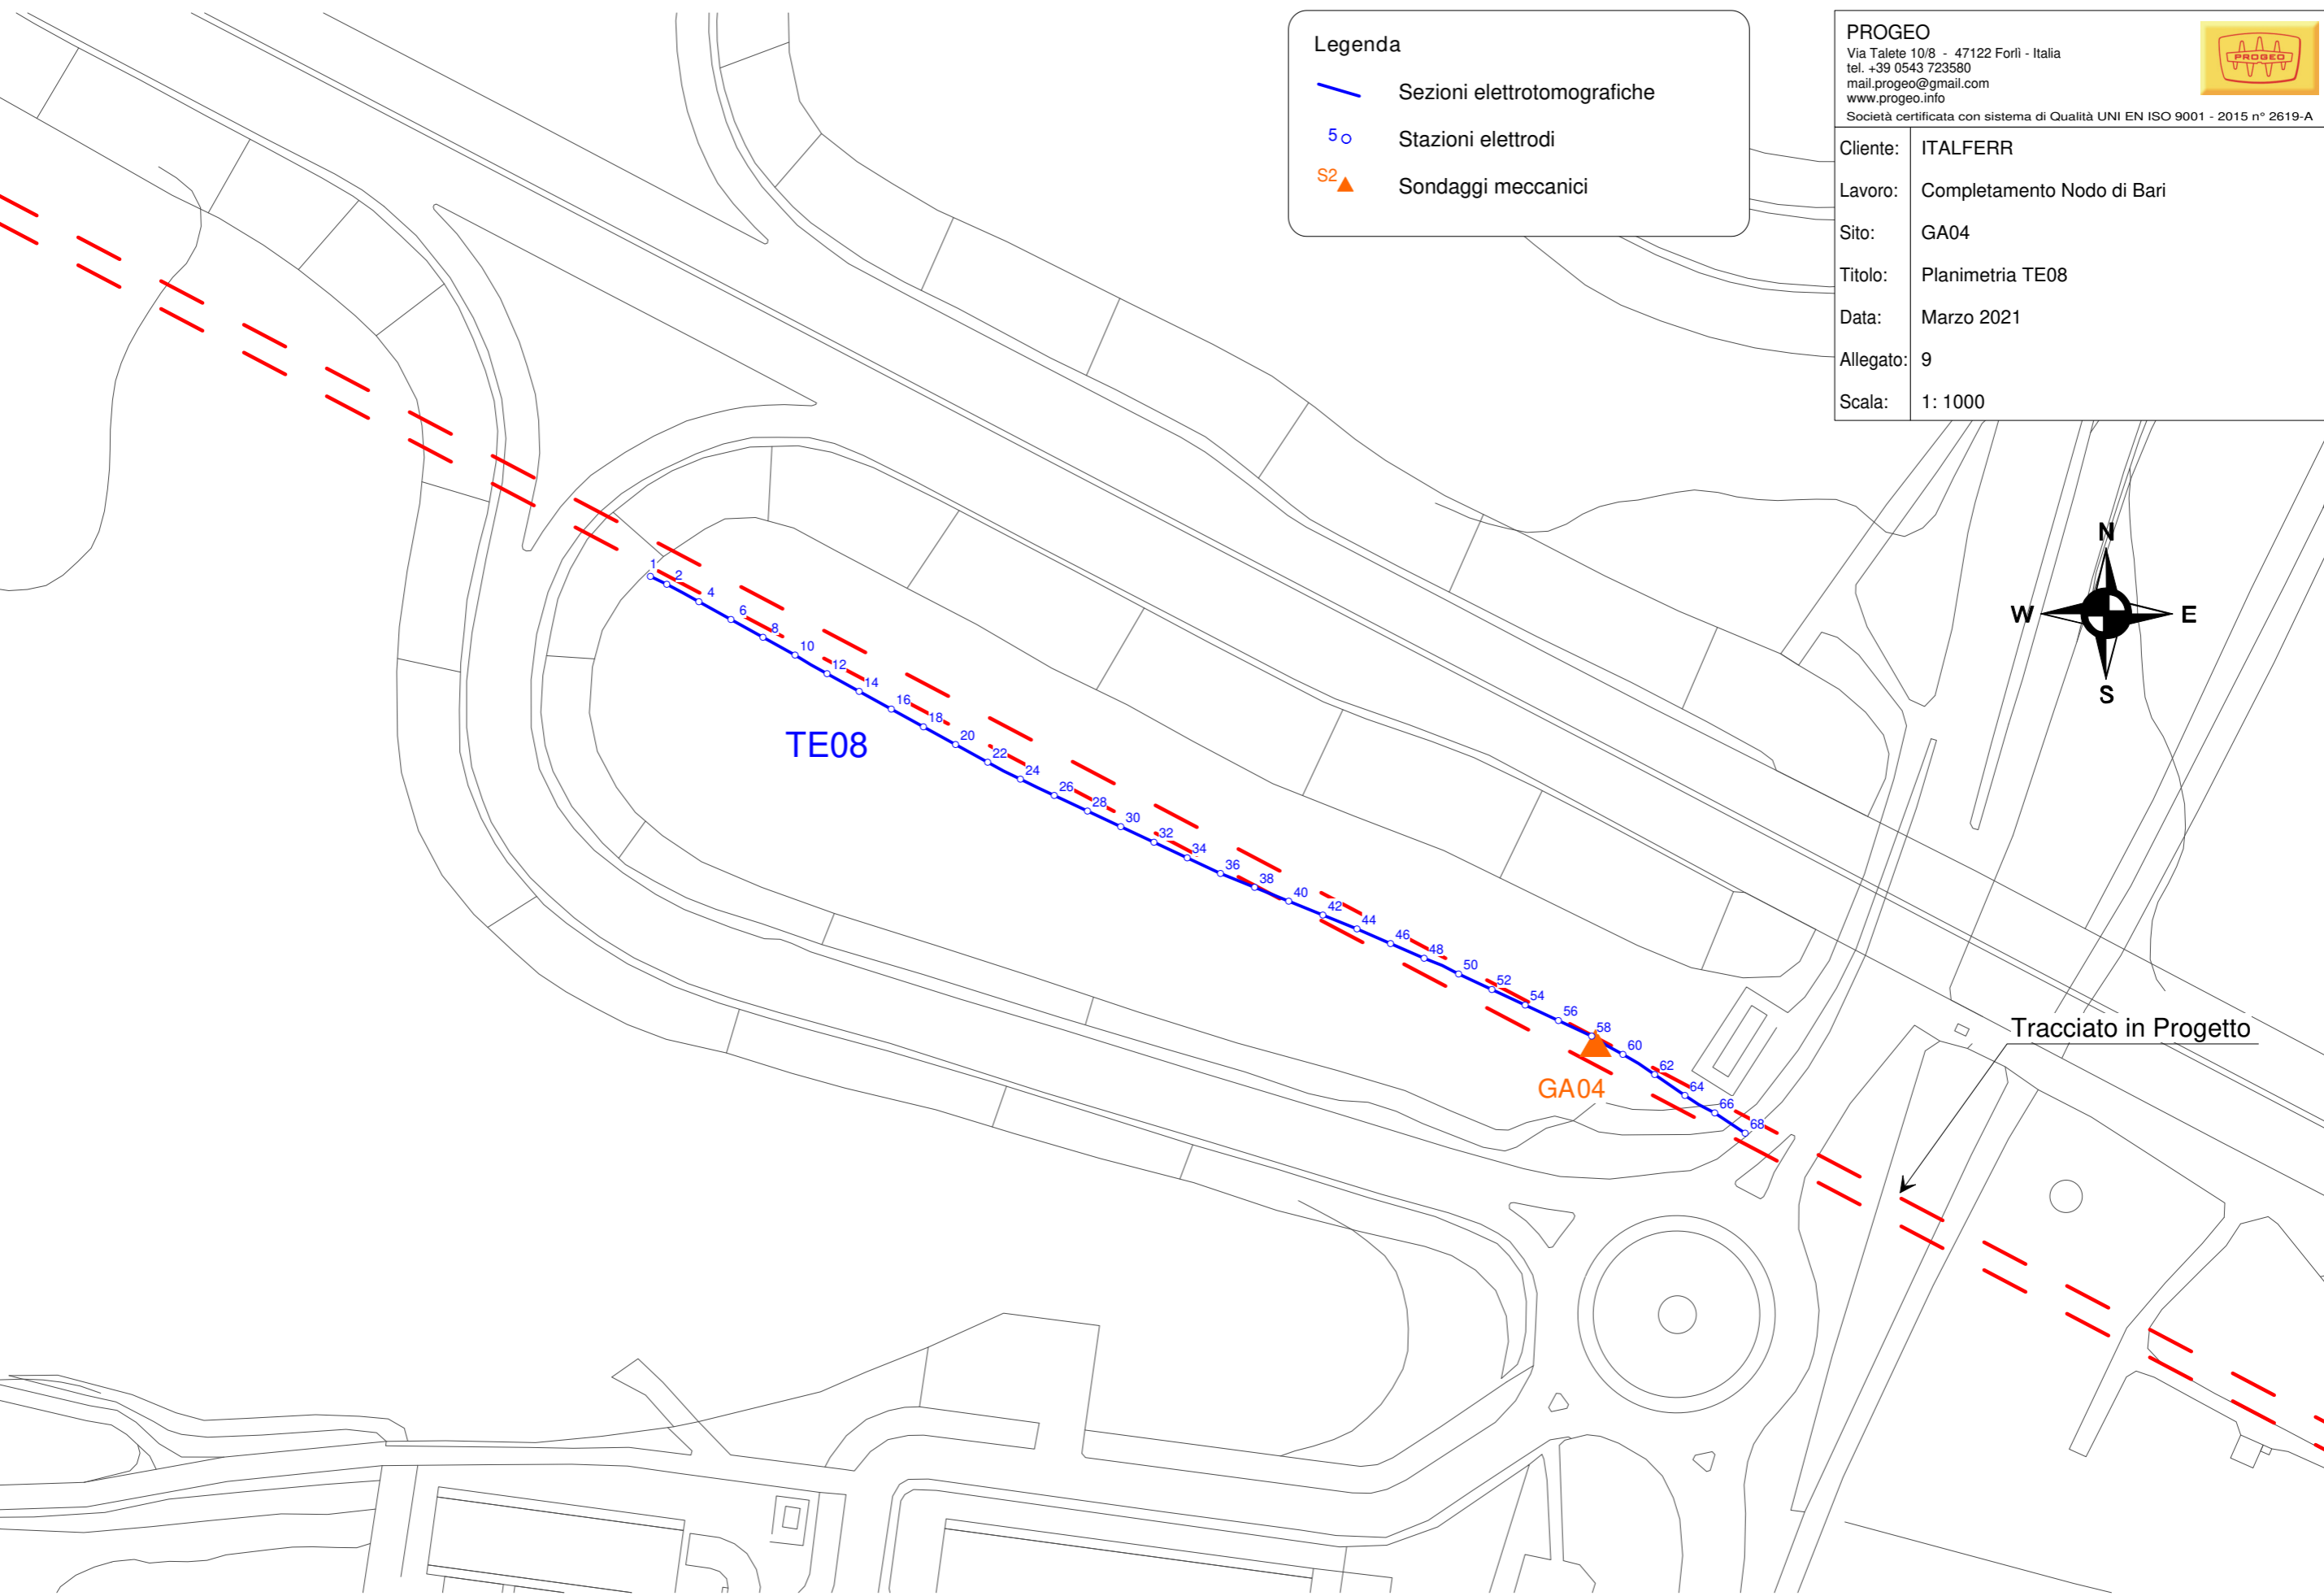 Legenda
Sezioni elettrotomografiche
5 Stazioni elettrodi
S2 Sondaggi meccanici
PROGEO
Via Talete 10/8 - 47122 Forlì - Italia
tel. +39 0543 723580
mail.progeo@gmail.com
www.progeo.info
PROGEO
Società certificata con sistema di Qualità UNI EN ISO 9001 - 2015 n° 2619-A
Cliente: ITALFERR
Lavoro: Completamento Nodo di Bari
Sito: GA04
Titolo: Planimetria TE08
Data: Marzo 2021
Allegato: 9
Scala: 1: 1000
N
W E
S
1
2
4
6
8
10
12
14
16
18
20
22
24
26
28
30
32
34
36
38
40
42
44
46
48
50
52
54
56
58
60
62
64
66
68
TE08
GA04
Tracciato in Progetto